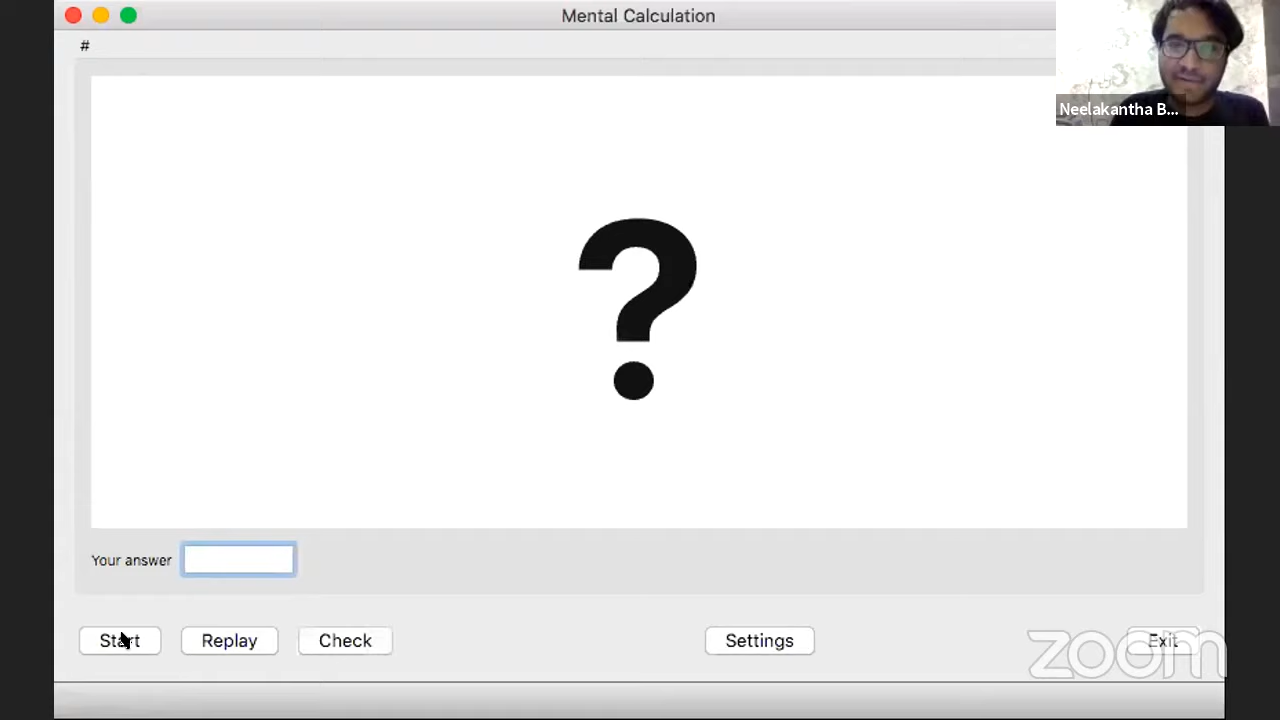 Mental Calculation
#
Neelakantha B...
?
Your answer
Start
Replay
Check
Settings
Exit
zoom